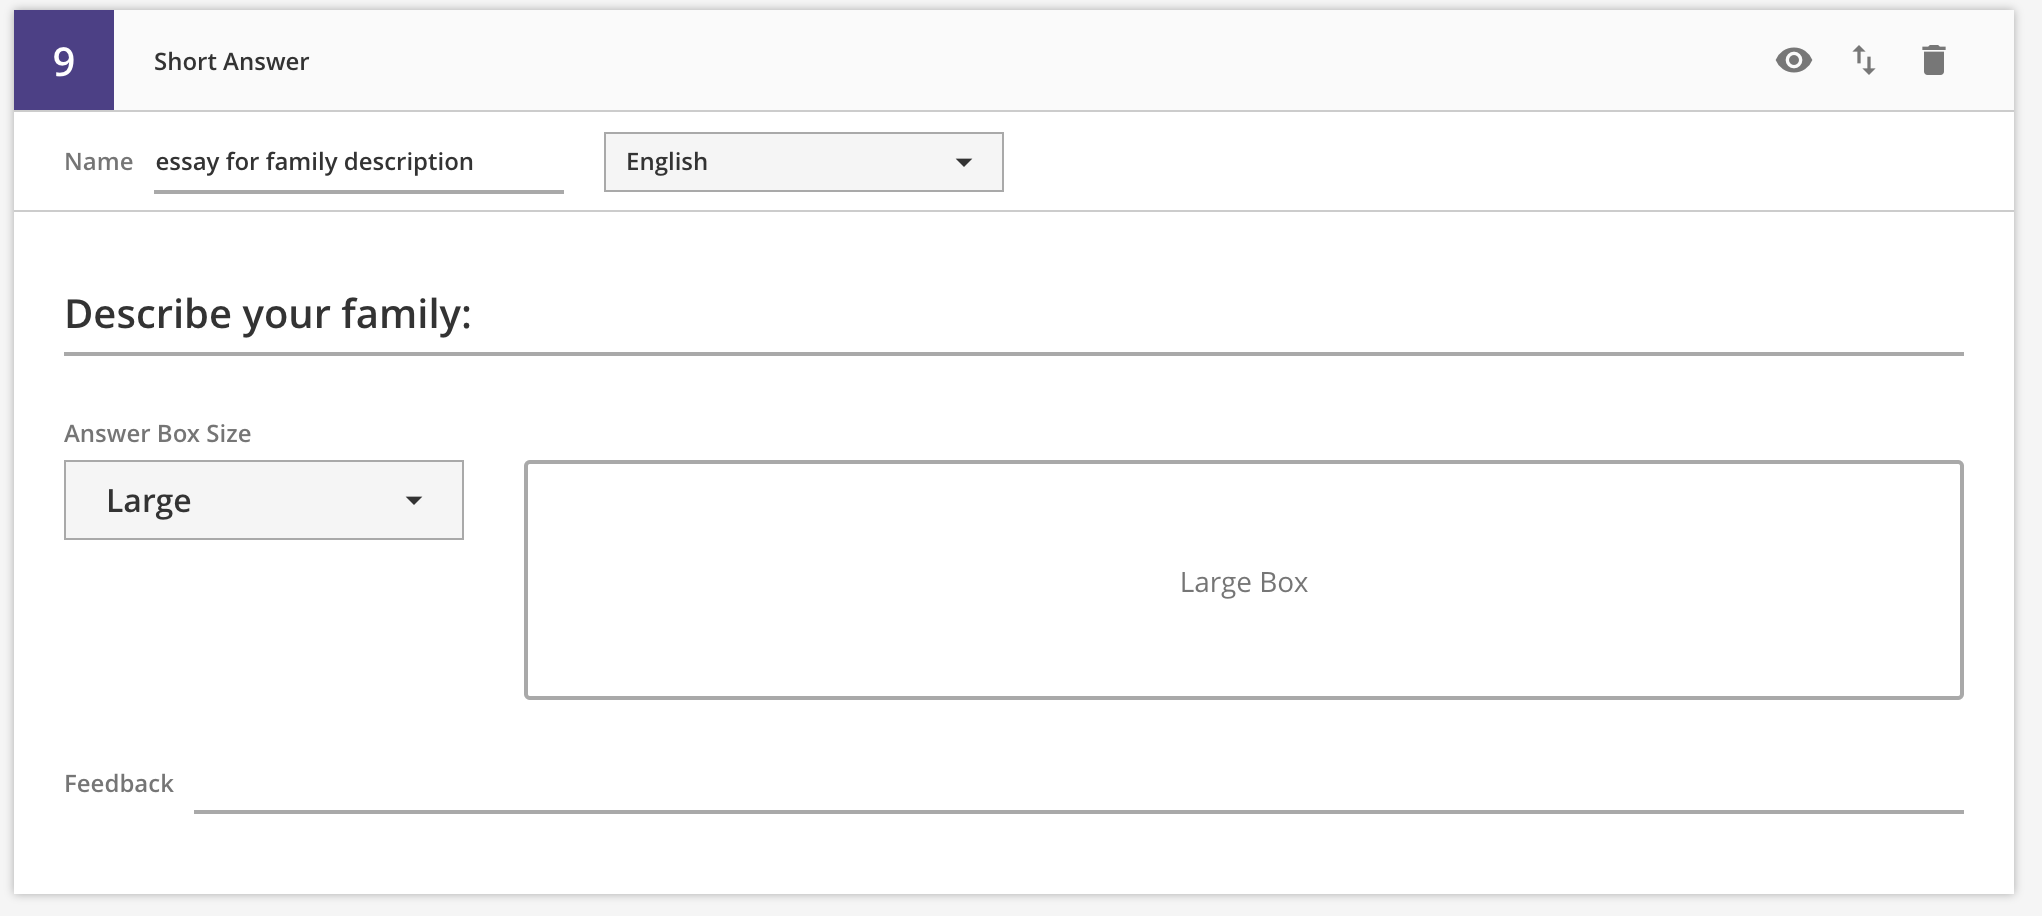 9
Short Answer
Name essay for family description English
Describe your family:
Answer Box Size
Large
Large Box
Feedback